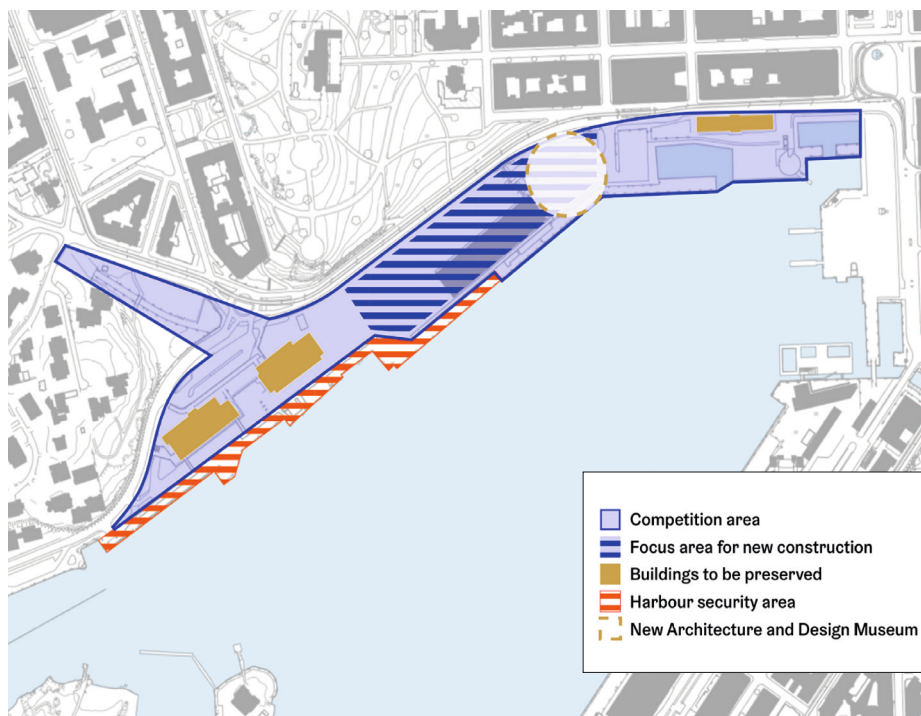 Competition area
Focus area for new construction
Buildings to be preserved
Harbour security area
New Architecture and Design Museum